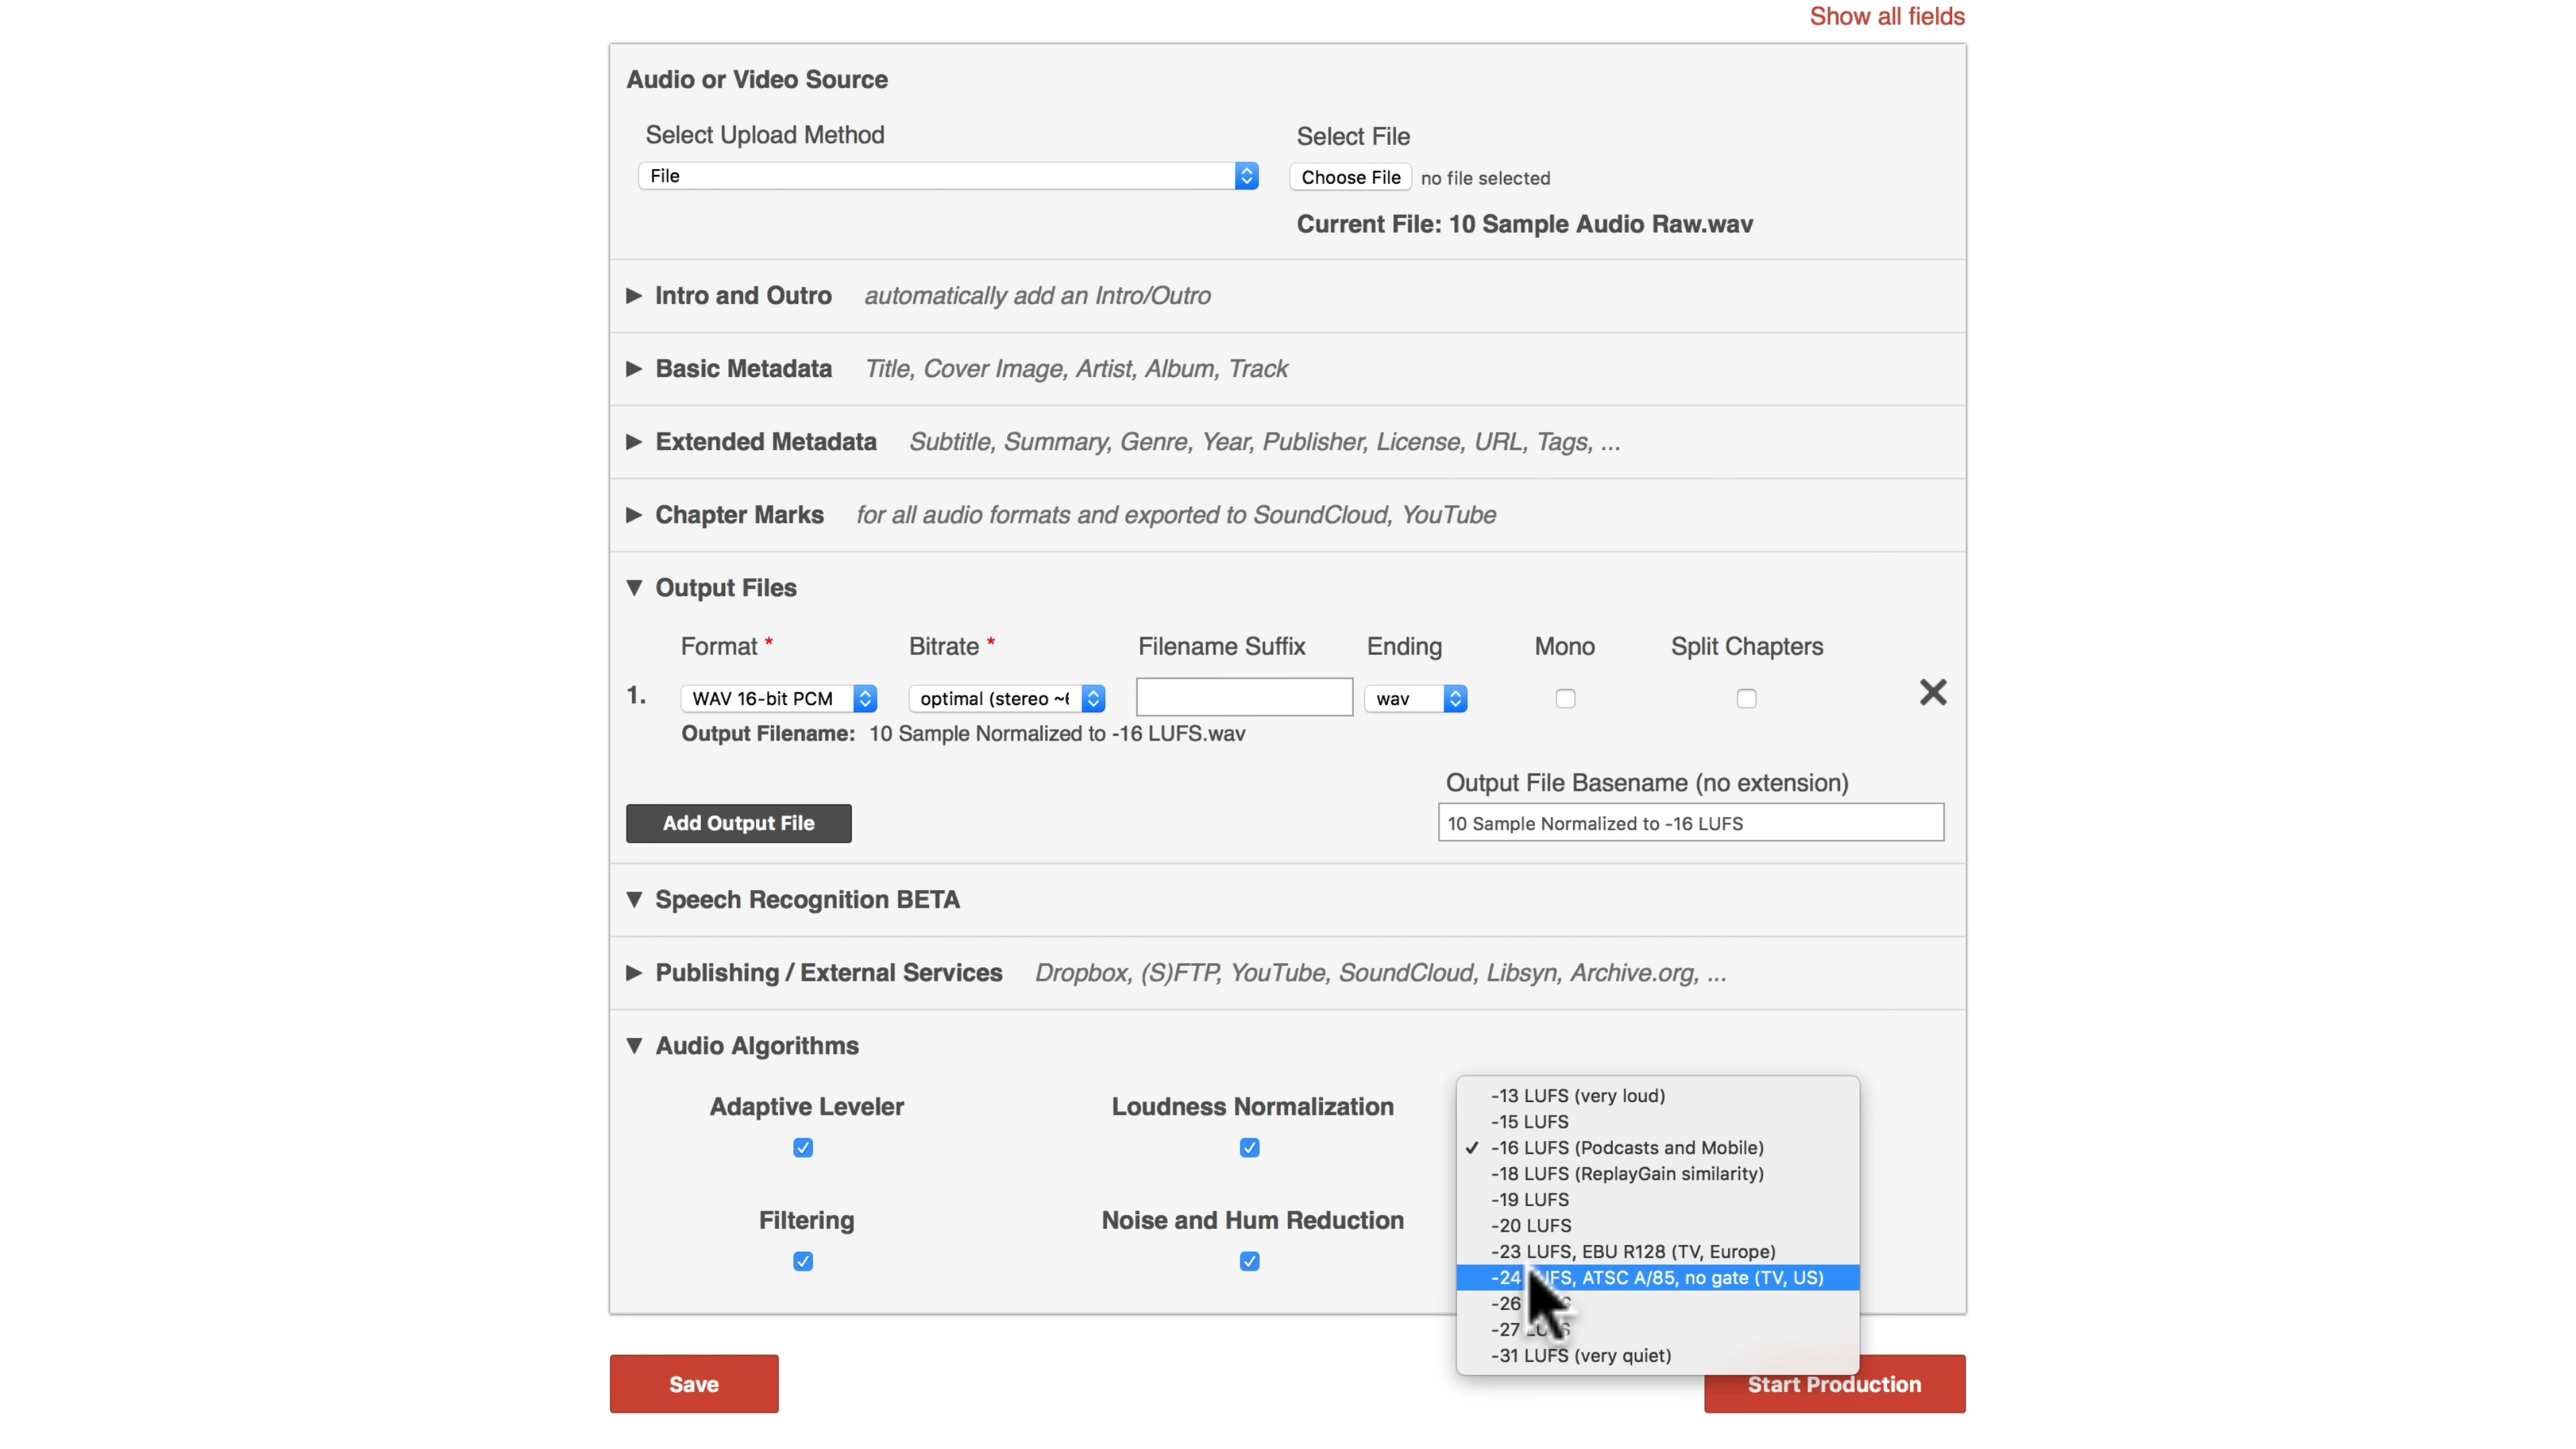 Show all fields
Audio or Video Source
Select Upload Method
Select File
File
Choose File no file selected
Current File: 10 Sample Audio Raw.wav
Intro and Outro automatically add an Intro/Outro
Basic Metadata Title, Cover Image, Artist, Album, Track
Extended Metadata Subtitle, Summary, Genre, Year, Publisher, License, URL, Tags, ...
Chapter Marks for all audio formats and exported to SoundCloud, YouTube
Output Files
Format * Bitrate * Filename Suffix Ending Mono Split Chapters
1. WAV 16-bit PCM optimal (stereo ~ wav
Output Filename: 10 Sample Normalized to -16 LUFS.wav
Output File Basename (no extension)
Add Output File
10 Sample Normalized to -16 LUFS
Speech Recognition BETA
Publishing / External Services Dropbox, (S)FTP, YouTube, SoundCloud, Libsyn, Archive.org, ...
Audio Algorithms
Adaptive Leveler
Loudness Normalization
Filtering
Noise and Hum Reduction
-13 LUFS (very loud)
-15 LUFS
-16 LUFS (Podcasts and Mobile)
-18 LUFS (ReplayGain similarity)
-19 LUFS
-20 LUFS
-23 LUFS, EBU R128 (TV, Europe)
-24 ATSC A/85, no gate (TV, US)
-26
-27
-31 LUFS (very quiet)
Save
Start Production